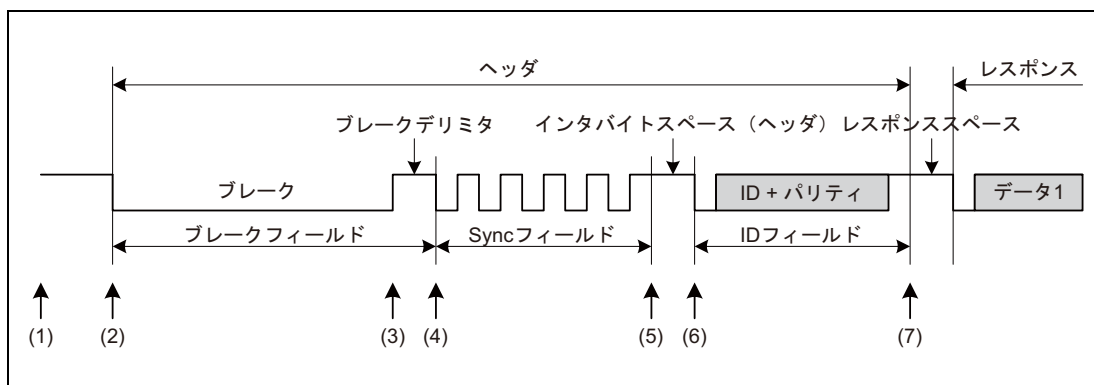 ヘッダ
レスポンス
ブレークデリミタ
インタバイトスペース（ヘッダ）
レスポンススペース
ブレーク
ID + パリティ
データ1
ブレークフィールド
Syncフィールド
IDフィールド
(1)
(2)
(3)
(4)
(5)
(6)
(7)